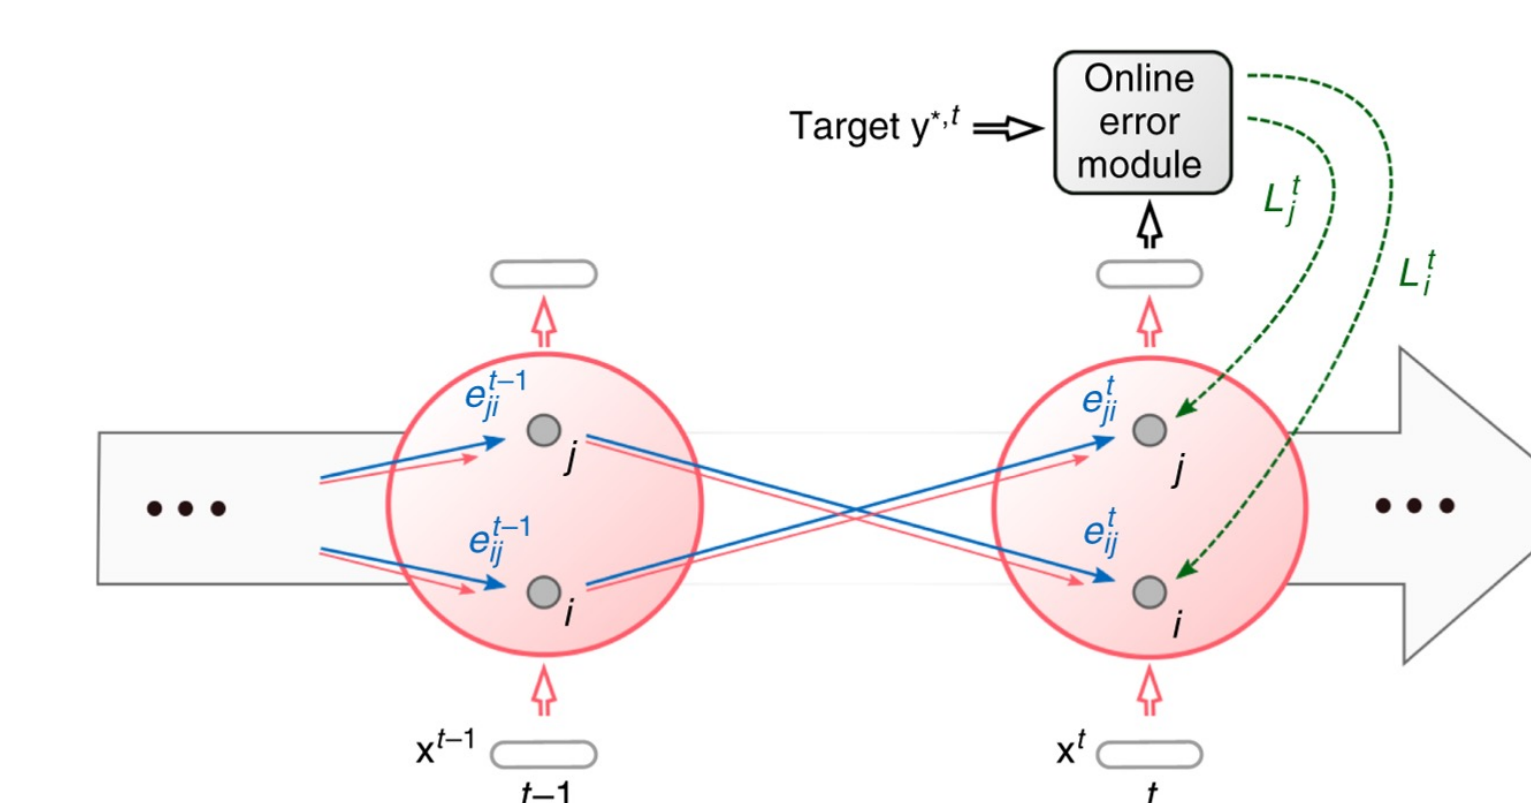 Online
error
module
Target y*,t
L_j^t
L_i^t
e_ji^t−1
e_ji^t
j
j
e_ij^t−1
e_ij^t
i
i
x^t−1
x^t
t−1
t